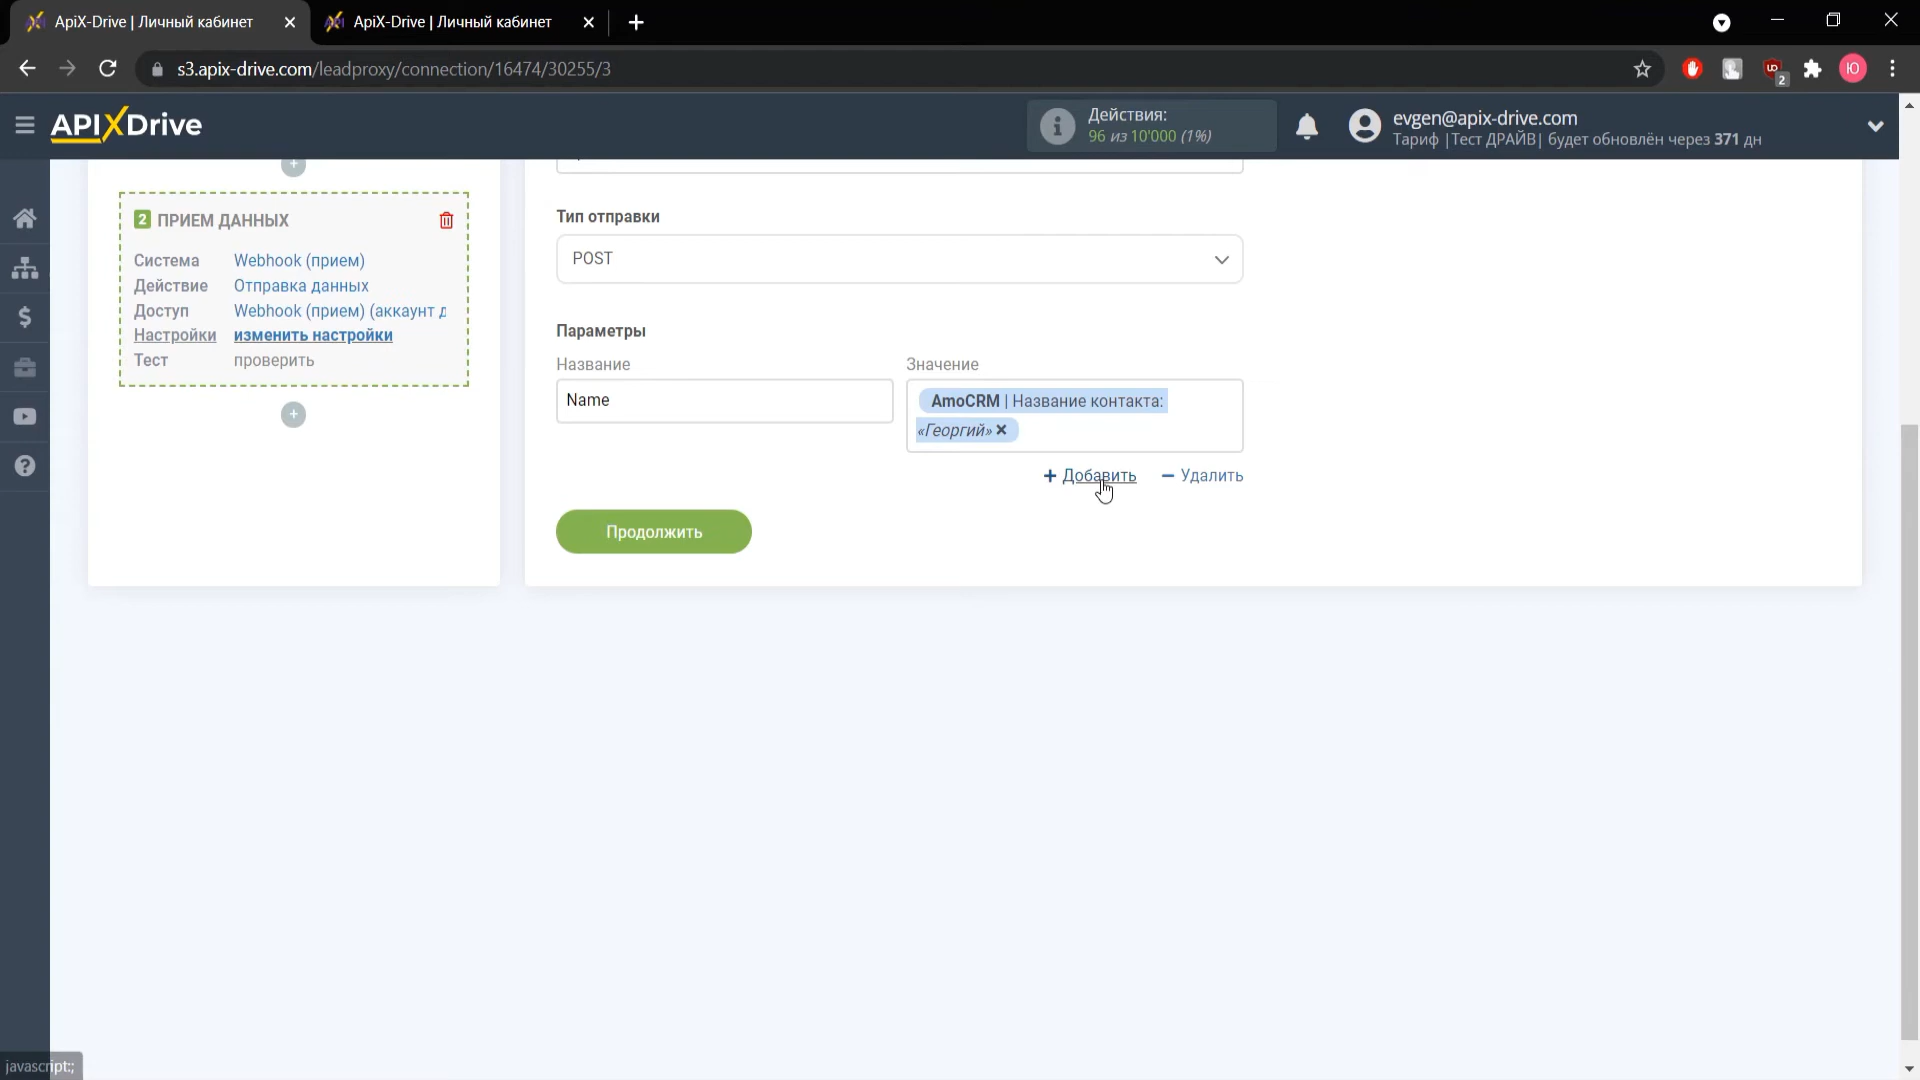 ApiX-Drive | Личный кабинет
ApiX-Drive | Личный кабинет
s3.apix-drive.com/leadproxy/connection/16474/30255/3
2
Ю
APIXDrive
Действия:
96 из 10'000 (1%)
evgen@apix-drive.com
Тариф |Тест ДРАЙВ| будет обновлён через 371 дн
2 ПРИЕМ ДАННЫХ
Система Webhook (прием)
Действие Отправка данных
Доступ Webhook (прием) (аккаунт д
Настройки изменить настройки
Тест проверить
Тип отправки
POST
Параметры
Название Значение
Name
AmoCRM | Название контакта:
«Георгий» ×
+ Добавить − Удалить
Продолжить
javascript:;